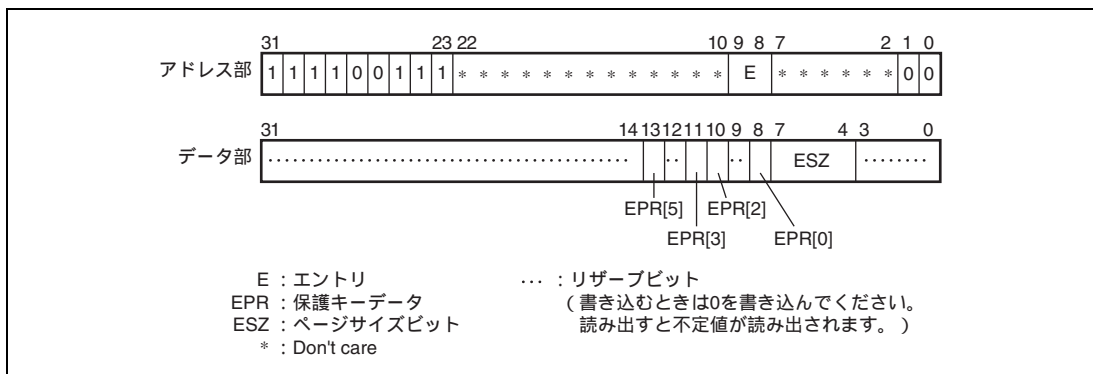 31 23 22 10 9 8 7 2 1 0
アドレス部 1 1 1 1 0 0 1 1 1 * * * * * * * * * * * * * E * * * * * * 0 0
31 14 13 12 11 10 9 8 7 4 3 0
データ部 ‥‥‥‥‥‥‥‥‥‥‥‥‥‥‥‥‥‥‥‥ ‥ ‥ ESZ ‥‥‥‥
EPR[5] EPR[2]
EPR[3] EPR[0]
E : エントリ
EPR : 保護キーデータ
ESZ : ページサイズビット
* : Don't care
… : リザーブビット
（書き込むときは0を書き込んでください。
読み出すと不定値が読み出されます。）